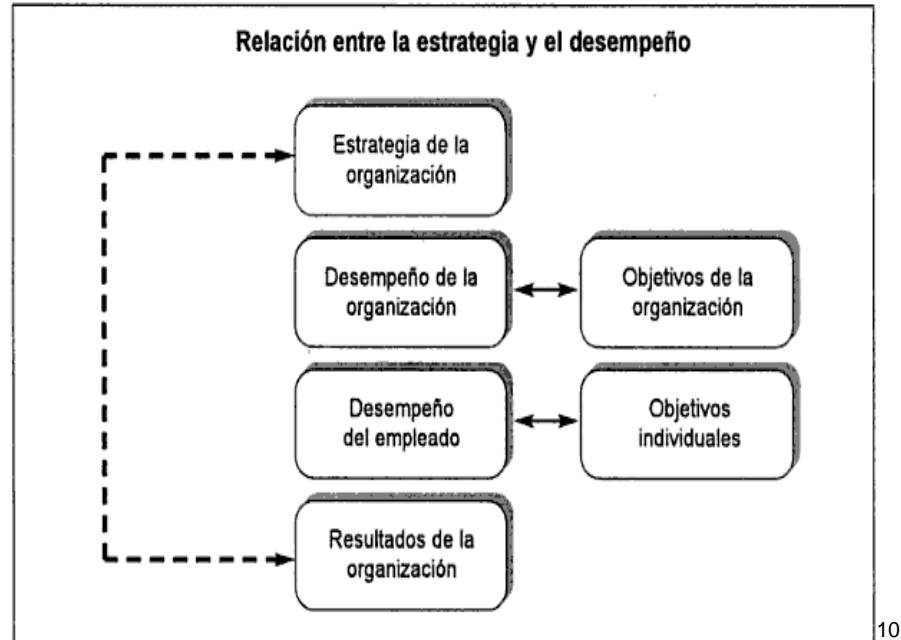 Relación entre la estrategia y el desempeño
Estrategia de la
organización
Desempeño de la
organización
Objetivos de la
organización
Desempeño
del empleado
Objetivos
individuales
Resultados de la
organización
10